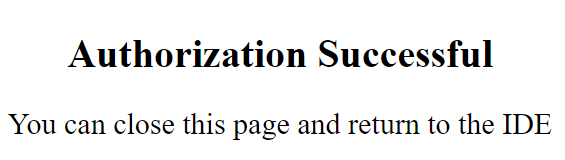 Authorization Successful
You can close this page and return to the IDE